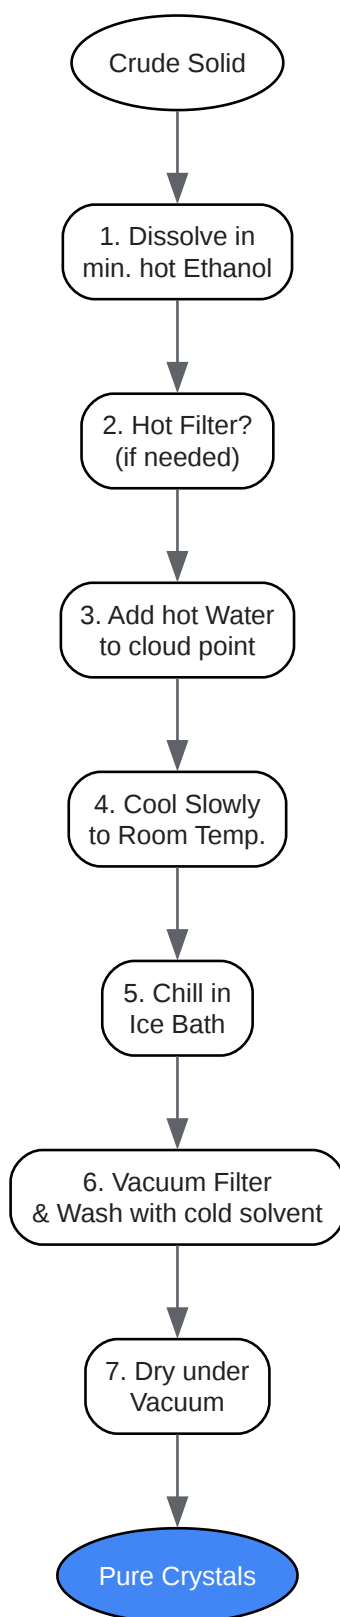 Crude Solid
1. Dissolve in
min. hot Ethanol
2. Hot Filter?
(if needed)
3. Add hot Water
to cloud point
4. Cool Slowly
to Room Temp.
5. Chill in
Ice Bath
6. Vacuum Filter
& Wash with cold solvent
7. Dry under
Vacuum
Pure Crystals